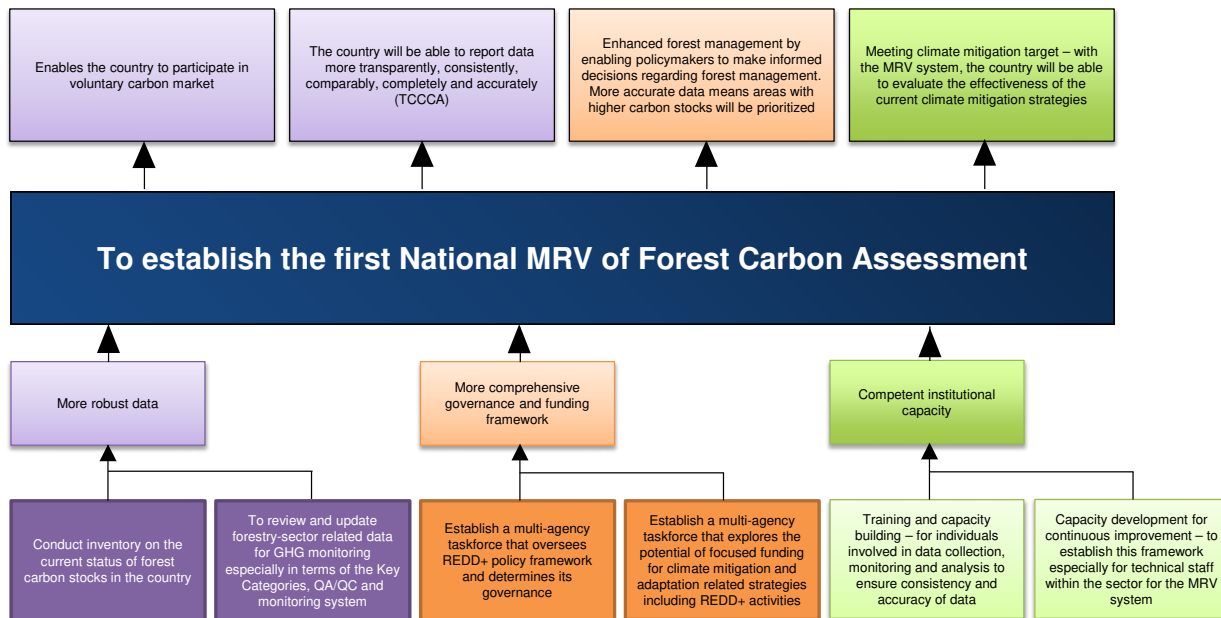 Enables the country to participate in
voluntary carbon market
The country will be able to report data
more transparently, consistently,
comparably, completely and accurately
(TCCCA)
Enhanced forest management by
enabling policymakers to make informed
decisions regarding forest management.
More accurate data means areas with
higher carbon stocks will be prioritized
Meeting climate mitigation target – with
the MRV system, the country will be able
to evaluate the effectiveness of the
current climate mitigation strategies
To establish the first National MRV of Forest Carbon Assessment
More robust data
More comprehensive
governance and funding
framework
Competent institutional
capacity
Conduct inventory on the
current status of forest
carbon stocks in the country
To review and update
forestry-sector related data
for GHG monitoring
especially in terms of the Key
Categories, QA/QC and
monitoring system
Establish a multi-agency
taskforce that oversees
REDD+ policy framework
and determines its
governance
Establish a multi-agency
taskforce that explores the
potential of focused funding
for climate mitigation and
adaptation related strategies
including REDD+ activities
Training and capacity
building – for individuals
involved in data collection,
monitoring and analysis to
ensure consistency and
accuracy of data
Capacity development for
continuous improvement – to
establish this framework
especially for technical staff
within the sector for the MRV
system